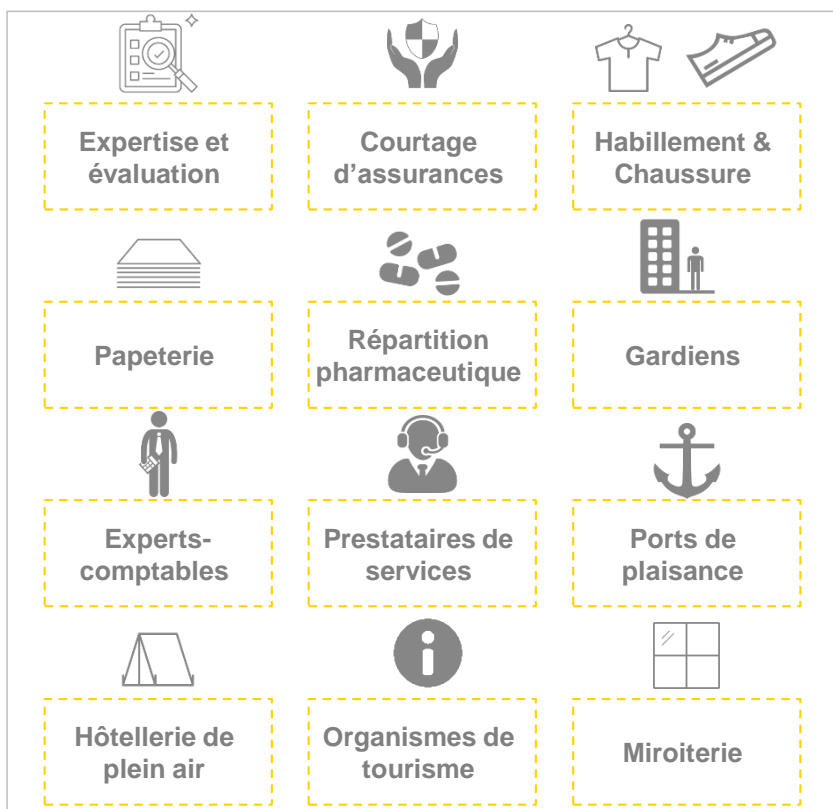 Expertise et
évaluation
Courtage
d’assurances
Habillement &
Chaussure
Papeterie
Répartition
pharmaceutique
Gardiens
Experts-
comptables
Prestataires de
services
Ports de
plaisance
Hôtellerie de
plein air
Organismes de
tourisme
Miroiterie